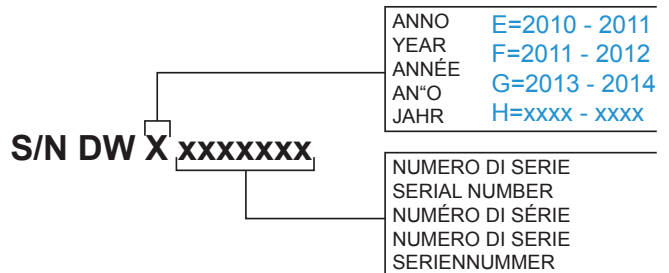 ANNO E=2010 - 2011
YEAR F=2011 - 2012
ANNÉE G=2013 - 2014
AN“O
JAHR H=xxxx - xxxx
S/N DW X xxxxxxx
NUMERO DI SERIE
SERIAL NUMBER
NUMÉRO DI SÉRIE
NUMERO DI SERIE
SERIENNUMMER